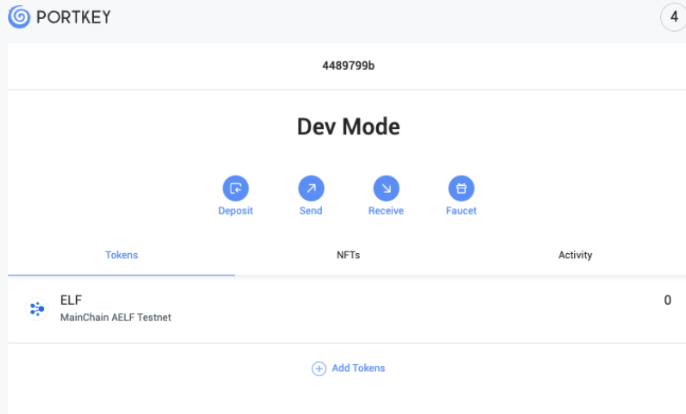 PORTKEY
4
4489799b
Dev Mode
Deposit Send Receive Faucet
Tokens NFTs Activity
ELF 0
MainChain AELF Testnet
Add Tokens